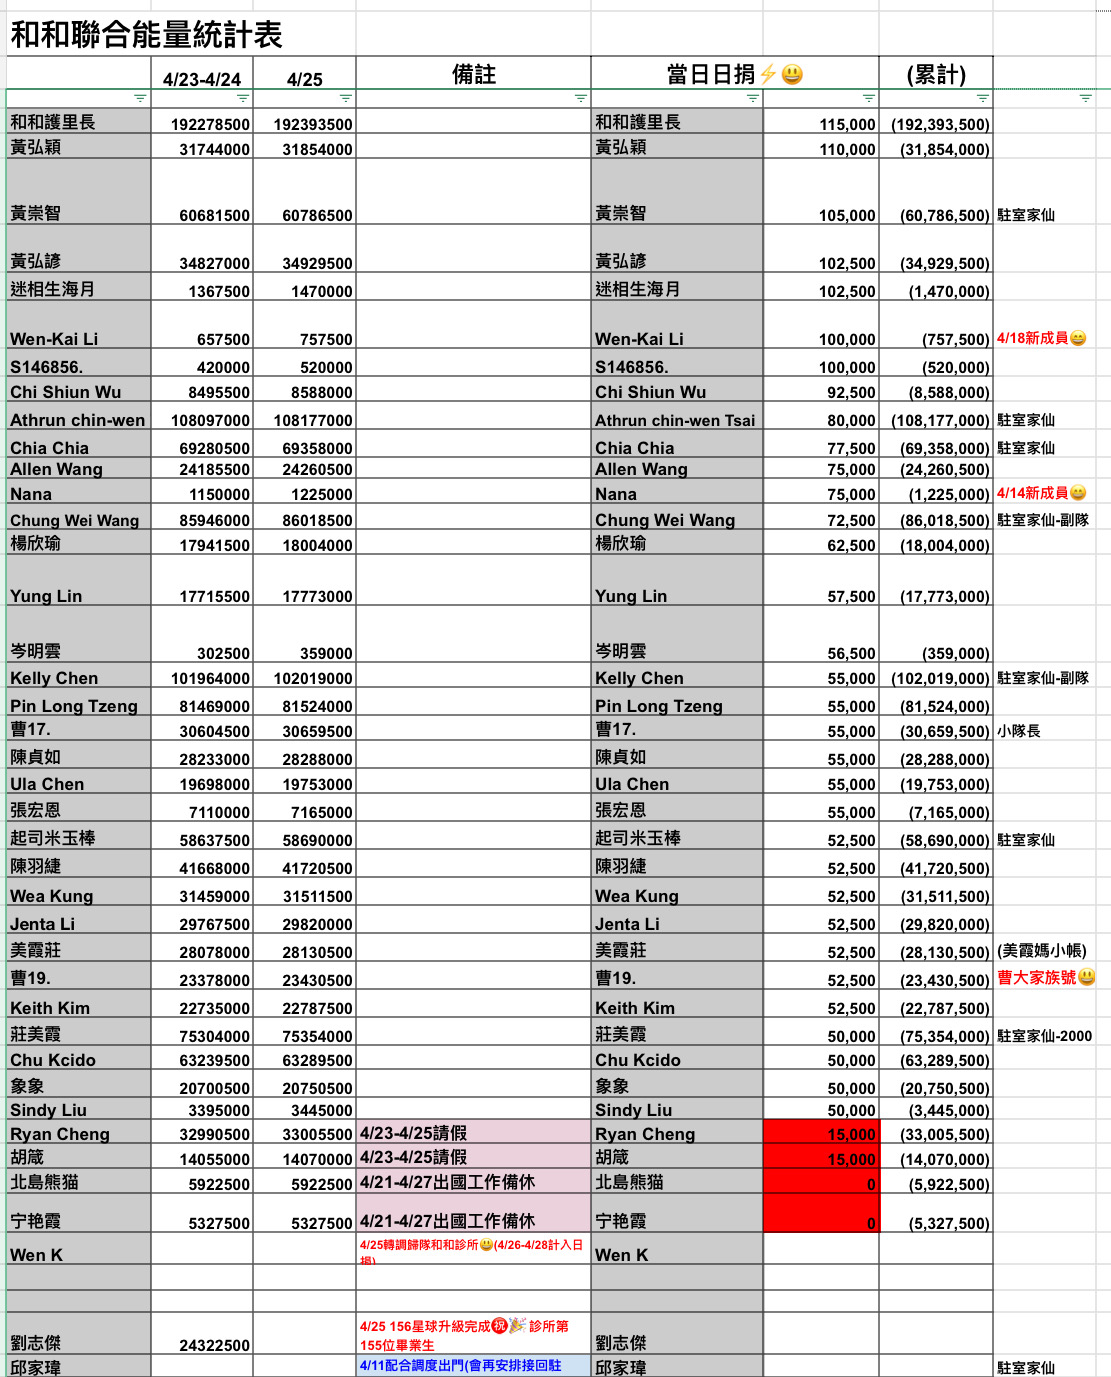 和和聯合能量統計表
4/23-4/24 4/25 備註 當日日捐⚡😃 (累計)
和和護里長 192278500 192393500 和和護里長 115,000 (192,393,500)
黃弘穎 31744000 31854000 黃弘穎 110,000 (31,854,000)
黃崇智 60681500 60786500 黃崇智 105,000 (60,786,500) 駐室家仙
黃弘諺 34827000 34929500 黃弘諺 102,500 (34,929,500)
迷相生海月 1367500 1470000 迷相生海月 102,500 (1,470,000)
Wen-Kai Li 657500 757500 Wen-Kai Li 100,000 (757,500) 4/18新成員😄
S146856. 420000 520000 S146856. 100,000 (520,000)
Chi Shiun Wu 8495500 8588000 Chi Shiun Wu 92,500 (8,588,000)
Athrun chin-wen 108097000 108177000 Athrun chin-wen Tsai 80,000 (108,177,000) 駐室家仙
Chia Chia 69280500 69358000 Chia Chia 77,500 (69,358,000) 駐室家仙
Allen Wang 24185500 24260500 Allen Wang 75,000 (24,260,500)
Nana 1150000 1225000 Nana 75,000 (1,225,000) 4/14新成員😄
Chung Wei Wang 85946000 86018500 Chung Wei Wang 72,500 (86,018,500) 駐室家仙-副隊
楊欣瑜 17941500 18004000 楊欣瑜 62,500 (18,004,000)
Yung Lin 17715500 17773000 Yung Lin 57,500 (17,773,000)
岑明雲 302500 359000 岑明雲 56,500 (359,000)
Kelly Chen 101964000 102019000 Kelly Chen 55,000 (102,019,000) 駐室家仙-副隊
Pin Long Tzeng 81469000 81524000 Pin Long Tzeng 55,000 (81,524,000)
曹17. 30604500 30659500 曹17. 55,000 (30,659,500) 小隊長
陳貞如 28233000 28288000 陳貞如 55,000 (28,288,000)
Ula Chen 19698000 19753000 Ula Chen 55,000 (19,753,000)
張宏恩 7110000 7165000 張宏恩 55,000 (7,165,000)
起司米玉棒 58637500 58690000 起司米玉棒 52,500 (58,690,000) 駐室家仙
陳羽緁 41668000 41720500 陳羽緁 52,500 (41,720,500)
Wea Kung 31459000 31511500 Wea Kung 52,500 (31,511,500)
Jenta Li 29767500 29820000 Jenta Li 52,500 (29,820,000)
美霞莊 28078000 28130500 美霞莊 52,500 (28,130,500) (美霞媽小帳)
曹19. 23378000 23430500 曹19. 52,500 (23,430,500) 曹大家族號😃
Keith Kim 22735000 22787500 Keith Kim 52,500 (22,787,500)
莊美霞 75304000 75354000 莊美霞 50,000 (75,354,000) 駐室家仙-2000
Chu Kcido 63239500 63289500 Chu Kcido 50,000 (63,289,500)
象象 20700500 20750500 象象 50,000 (20,750,500)
Sindy Liu 3395000 3445000 Sindy Liu 50,000 (3,445,000)
Ryan Cheng 32990500 33005500 4/23-4/25請假 Ryan Cheng 15,000 (33,005,500)
胡箴 14055000 14070000 4/23-4/25請假 胡箴 15,000 (14,070,000)
北島熊猫 5922500 5922500 4/21-4/27出國工作備休 北島熊猫 0 (5,922,500)
宁艳霞 5327500 5327500 4/21-4/27出國工作備休 宁艳霞 0 (5,327,500)
Wen K 4/25轉調歸隊和和診所😃(4/26-4/28計入日 Wen K
捐)
4/25 156星球升級完成㊗️🎉 診所第
劉志傑 24322500 155位畢業生 劉志傑
邱家瑋 4/11配合調度出門(會再安排接回駐 邱家瑋 駐室家仙